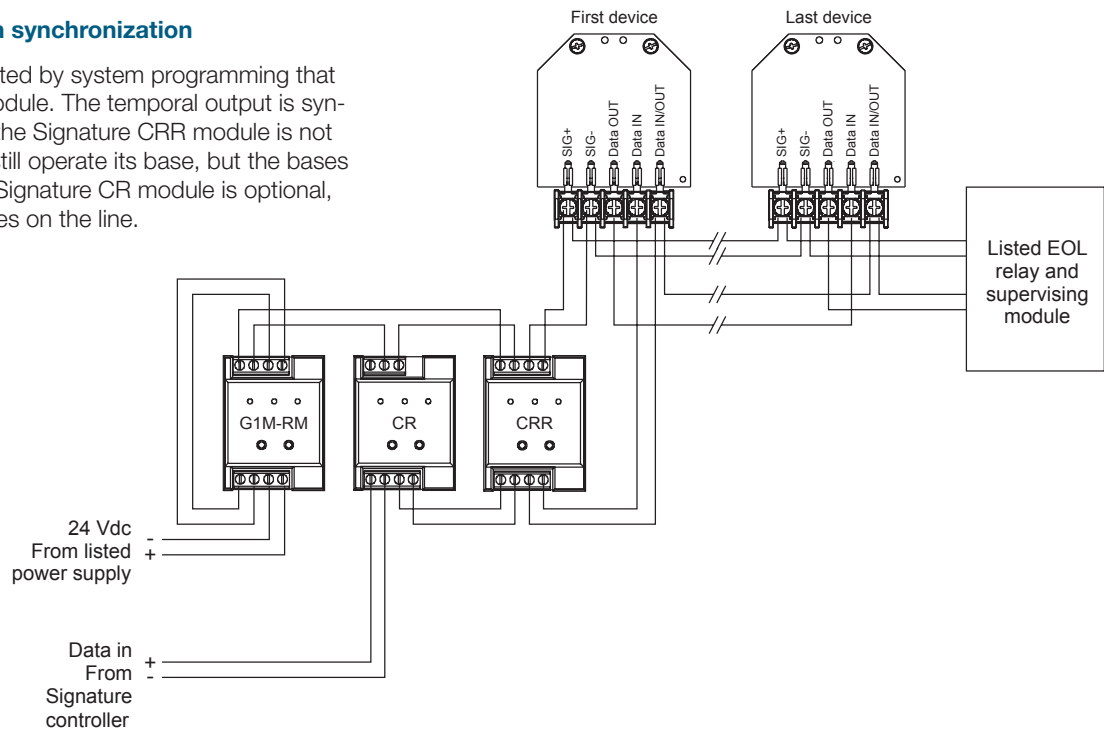 n synchronization
ted by system programming that
odule. The temporal output is syn-
the Signature CRR module is not
still operate its base, but the bases
Signature CR module is optional,
es on the line.
First device
Last device
SIG+
SIG-
Data OUT
Data IN
Data IN/OUT
SIG+
SIG-
Data OUT
Data IN
Data IN/OUT
Listed EOL
relay and
supervising
module
G1M-RM
CR
CRR
24 Vdc
From listed
power supply
-
+
Data in
From
Signature
controller
+
-